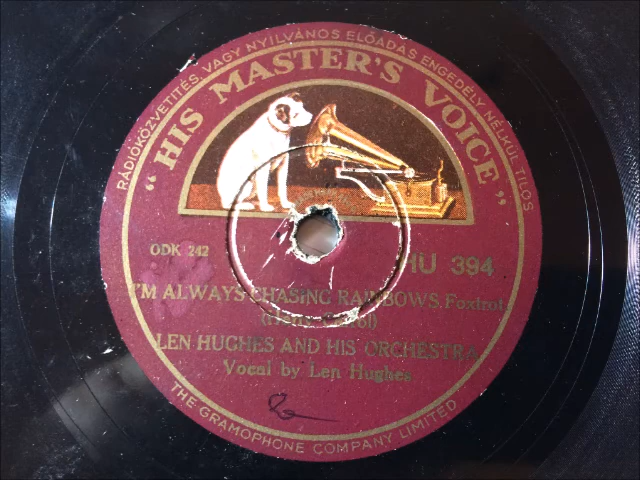 RÁDIÓKÖZVETITÉS, VAGY NYILVÁNOS ELŐADÁS ENGEDÉLY NÉLKÜL TILOS
"HIS MASTER'S VOICE"
ODK 242
HU 394
I'M ALWAYS CHASING RAINBOWS. Foxtrot
LEN HUGHES AND HIS ORCHESTRA
Vocal by Len Hughes
THE GRAMOPHONE COMPANY LIMITED